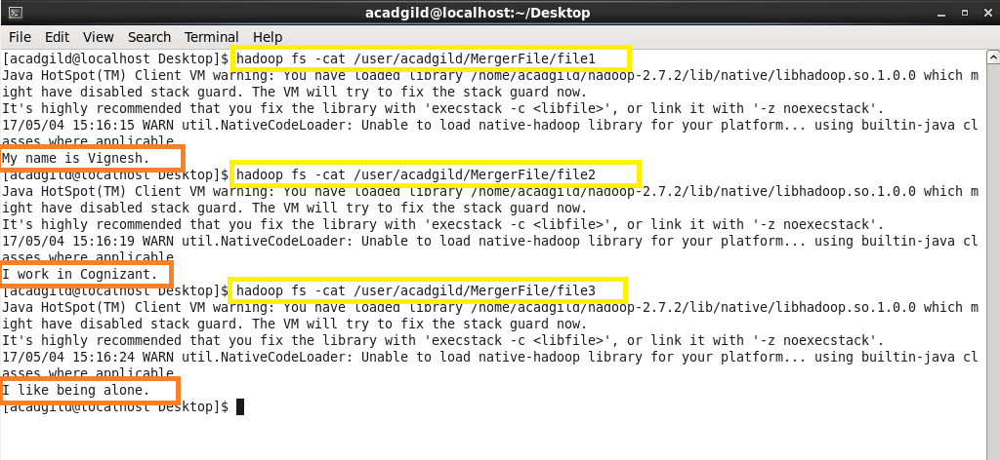 acadgild@localhost:~/Desktop
File Edit View Search Terminal Help
[acadgild@localhost Desktop]$ hadoop fs -cat /user/acadgild/MergerFile/file1
Java HotSpot(TM) Client VM warning: You have loaded library /home/acadgild/hadoop-2.7.2/lib/native/libhadoop.so.1.0.0 which m
ight have disabled stack guard. The VM will try to fix the stack guard now.
It's highly recommended that you fix the library with 'execstack -c <libfile>', or link it with '-z noexecstack'.
17/05/04 15:16:15 WARN util.NativeCodeLoader: Unable to load native-hadoop library for your platform... using builtin-java cl
asses where applicable
My name is Vignesh.
[acadgild@localhost Desktop]$ hadoop fs -cat /user/acadgild/MergerFile/file2
Java HotSpot(TM) Client VM warning: You have loaded library /home/acadgild/hadoop-2.7.2/lib/native/libhadoop.so.1.0.0 which m
ight have disabled stack guard. The VM will try to fix the stack guard now.
It's highly recommended that you fix the library with 'execstack -c <libfile>', or link it with '-z noexecstack'.
17/05/04 15:16:19 WARN util.NativeCodeLoader: Unable to load native-hadoop library for your platform... using builtin-java cl
asses where applicable
I work in Cognizant.
[acadgild@localhost Desktop]$ hadoop fs -cat /user/acadgild/MergerFile/file3
Java HotSpot(TM) Client VM warning: You have loaded library /home/acadgild/hadoop-2.7.2/lib/native/libhadoop.so.1.0.0 which m
ight have disabled stack guard. The VM will try to fix the stack guard now.
It's highly recommended that you fix the library with 'execstack -c <libfile>', or link it with '-z noexecstack'.
17/05/04 15:16:24 WARN util.NativeCodeLoader: Unable to load native-hadoop library for your platform... using builtin-java cl
asses where applicable
I like being alone.
[acadgild@localhost Desktop]$